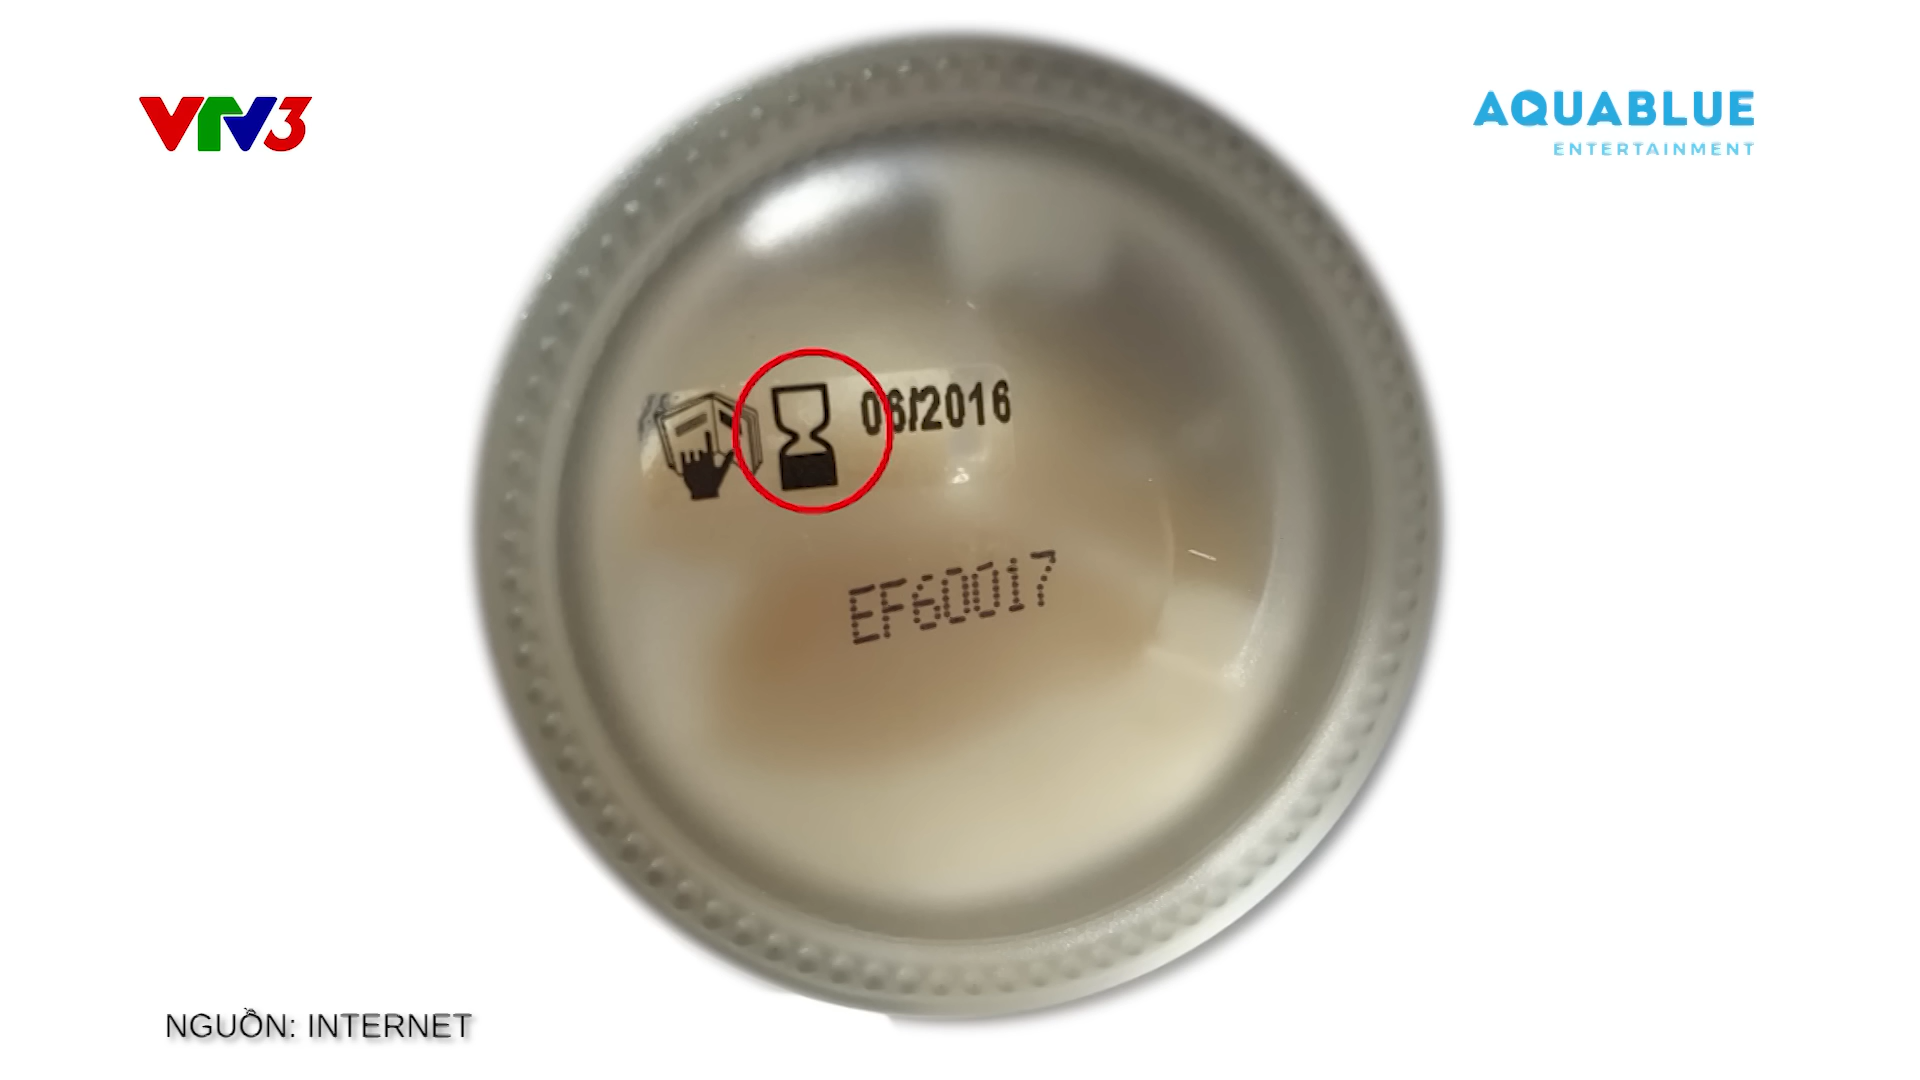 VTV3
AQUABLUE
ENTERTAINMENT
06/2016
EF60017
NGUỒN: INTERNET